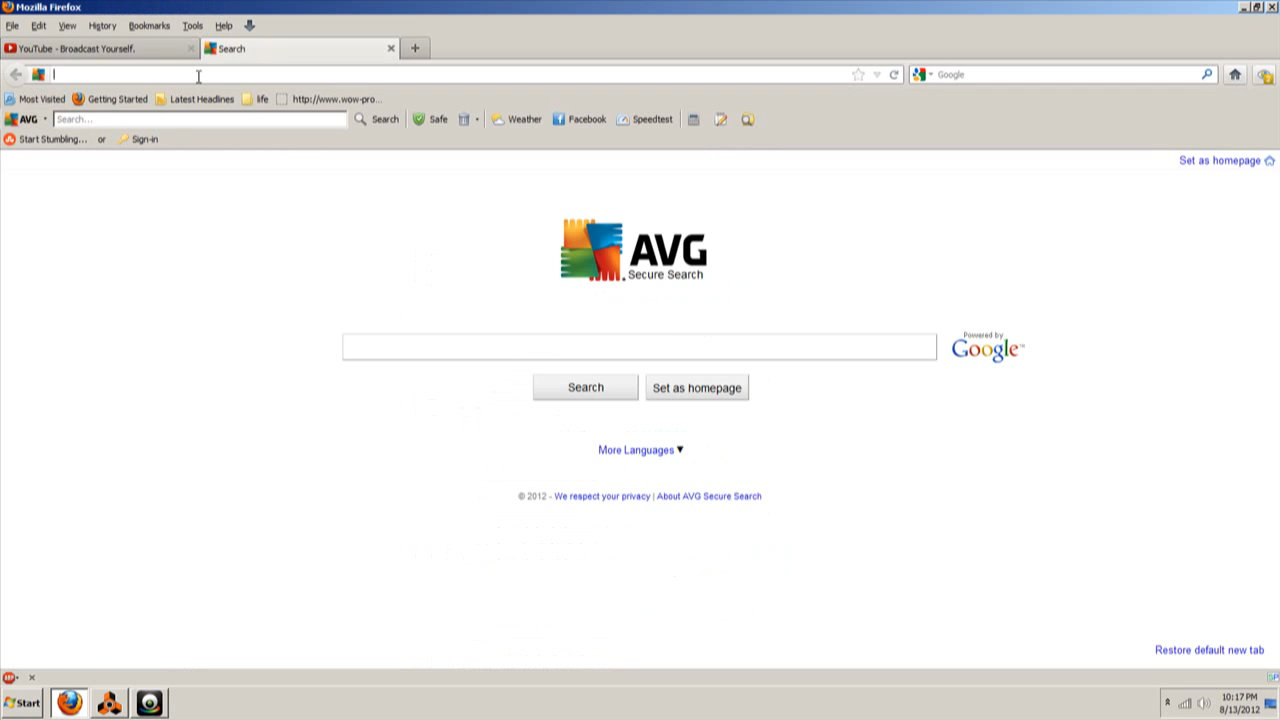 Mozilla Firefox
File Edit View History Bookmarks Tools Help
YouTube - Broadcast Yourself. Search
Google
Most Visited Getting Started Latest Headlines life http://www.wow-pro...
AVG Search... Search Safe Weather Facebook Speedtest
Start Stumbling... or Sign-in
Set as homepage
AVG
Secure Search
Powered by
Google™
Search Set as homepage
More Languages ▼
© 2012 - We respect your privacy | About AVG Secure Search
Restore default new tab
ABP
Start
10:17 PM
8/13/2012